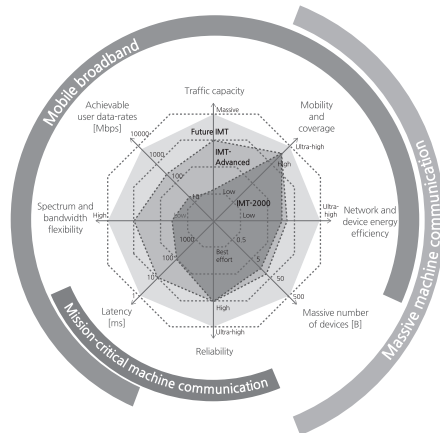 Mobile broadband
Massive machine communication
Mission-critical machine communication
Traffic capacity
Massive
Achievable
user data-rates
[Mbps]
10000
1000
100
10
Future IMT
IMT-
Advanced
IMT-2000
Mobility
and
coverage
Ultra-high
High
Low
Low
Spectrum and
bandwidth
flexibility
High
Low
Ultra-
high
Network and
device energy
efficiency
1000
100
10
Latency
[ms]
Best
effort
High
Ultra-high
Reliability
0.5
5
50
500
Massive number
of devices [B]